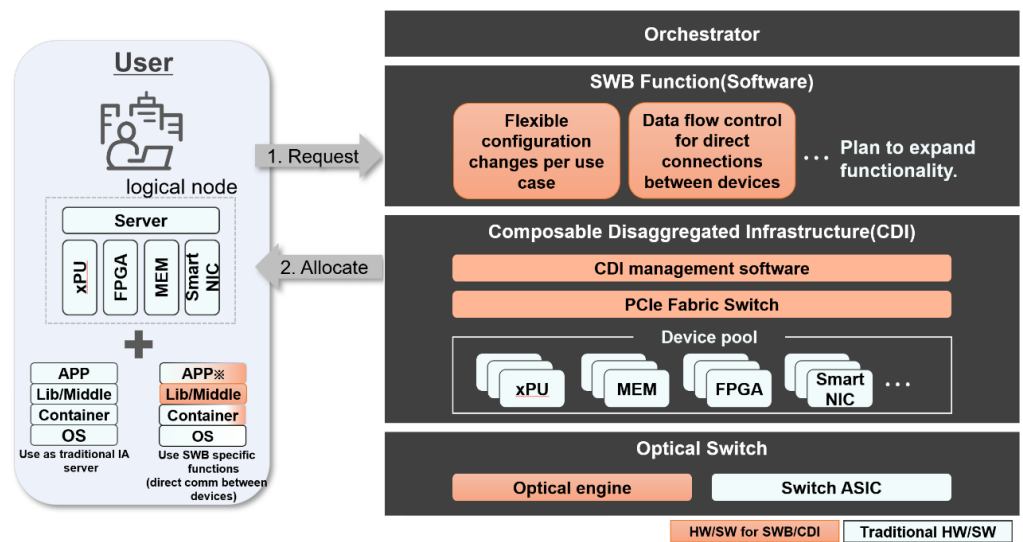 User
logical node
Server
xPU
FPGA
MEM
Smart
NIC
APP
Lib/Middle
Container
OS
Use as traditional IA
server
APP※
Lib/Middle
Container
OS
Use SWB specific
functions
(direct comm between
devices)
1. Request
2. Allocate
Orchestrator
SWB Function(Software)
Flexible
configuration
changes per use
case
Data flow control
for direct
connections
between devices
… Plan to expand
functionality.
Composable Disaggregated Infrastructure(CDI)
CDI management software
PCIe Fabric Switch
Device pool
xPU
MEM
FPGA
Smart
NIC
…
Optical Switch
Optical engine
Switch ASIC
HW/SW for SWB/CDI
Traditional HW/SW